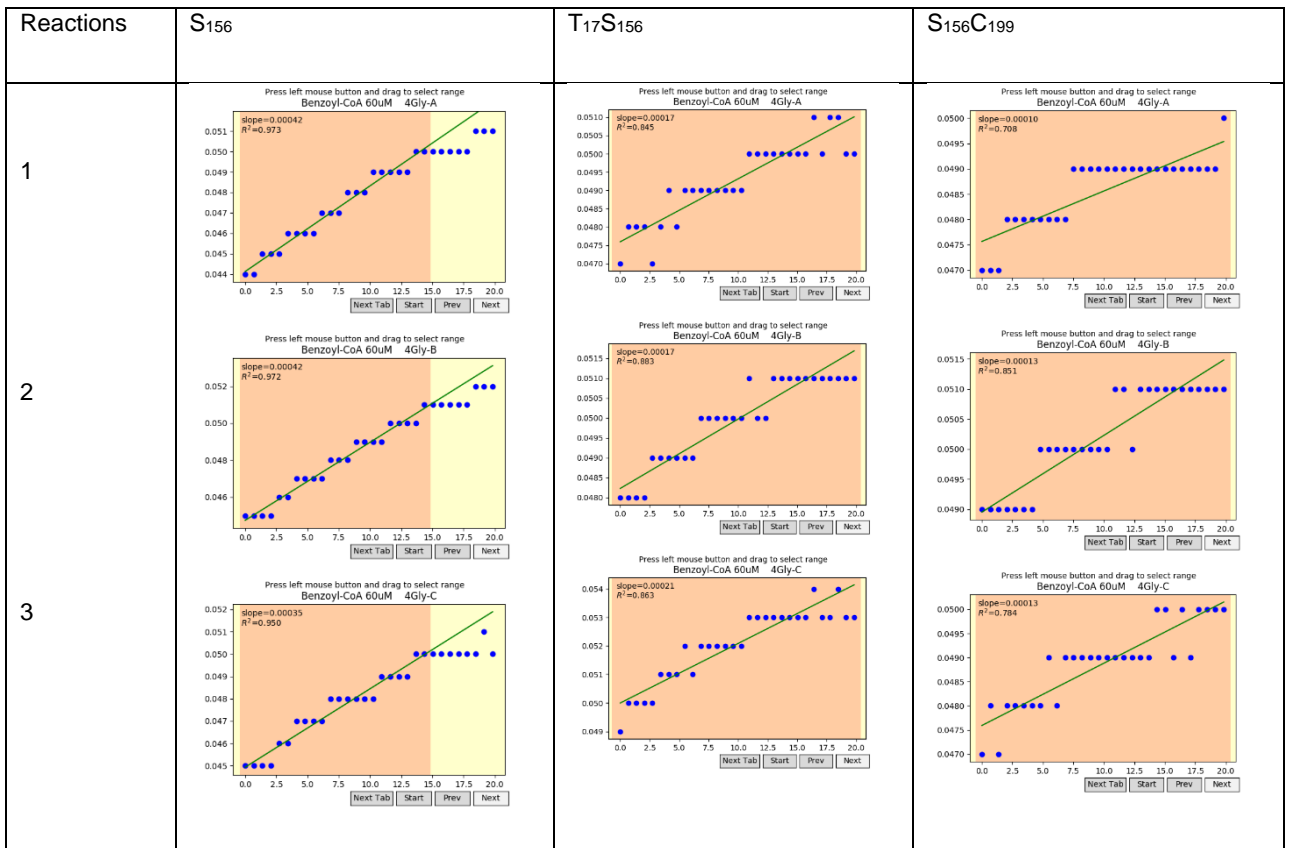 Reactions S₁₅₆ T₁₇S₁₅₆ S₁₅₆C₁₉₉
1
Press left mouse button and drag to select range
Benzoyl-CoA 60uM 4Gly-A
slope=0.00042
R²=0.973
0.051
0.050
0.049
0.048
0.047
0.046
0.045
0.044
0.0 2.5 5.0 7.5 10.0 12.5 15.0 17.5 20.0
Next Tab Start Prev Next
Press left mouse button and drag to select range
Benzoyl-CoA 60uM 4Gly-A
slope=0.00017
R²=0.845
0.0510
0.0505
0.0500
0.0495
0.0490
0.0485
0.0480
0.0475
0.0470
0.0 2.5 5.0 7.5 10.0 12.5 15.0 17.5 20.0
Next Tab Start Prev Next
Press left mouse button and drag to select range
Benzoyl-CoA 60uM 4Gly-A
slope=0.00010
R²=0.708
0.0500
0.0495
0.0490
0.0485
0.0480
0.0475
0.0470
0.0 2.5 5.0 7.5 10.0 12.5 15.0 17.5 20.0
Next Tab Start Prev Next
2
Press left mouse button and drag to select range
Benzoyl-CoA 60uM 4Gly-B
slope=0.00042
R²=0.972
0.052
0.050
0.048
0.046
0.0 2.5 5.0 7.5 10.0 12.5 15.0 17.5 20.0
Next Tab Start Prev Next
Press left mouse button and drag to select range
Benzoyl-CoA 60uM 4Gly-B
slope=0.00017
R²=0.883
0.0515
0.0510
0.0505
0.0500
0.0495
0.0490
0.0485
0.0480
0.0 2.5 5.0 7.5 10.0 12.5 15.0 17.5 20.0
Next Tab Start Prev Next
Press left mouse button and drag to select range
Benzoyl-CoA 60uM 4Gly-B
slope=0.00013
R²=0.851
0.0515
0.0510
0.0505
0.0500
0.0495
0.0490
0.0 2.5 5.0 7.5 10.0 12.5 15.0 17.5 20.0
Next Tab Start Prev Next
3
Press left mouse button and drag to select range
Benzoyl-CoA 60uM 4Gly-C
slope=0.00035
R²=0.950
0.052
0.051
0.050
0.049
0.048
0.047
0.046
0.045
0.0 2.5 5.0 7.5 10.0 12.5 15.0 17.5 20.0
Next Tab Start Prev Next
Press left mouse button and drag to select range
Benzoyl-CoA 60uM 4Gly-C
slope=0.00021
R²=0.863
0.054
0.053
0.052
0.051
0.050
0.049
0.0 2.5 5.0 7.5 10.0 12.5 15.0 17.5 20.0
Next Tab Start Prev Next
Press left mouse button and drag to select range
Benzoyl-CoA 60uM 4Gly-C
slope=0.00013
R²=0.784
0.0500
0.0495
0.0490
0.0485
0.0480
0.0475
0.0470
0.0 2.5 5.0 7.5 10.0 12.5 15.0 17.5 20.0
Next Tab Start Prev Next